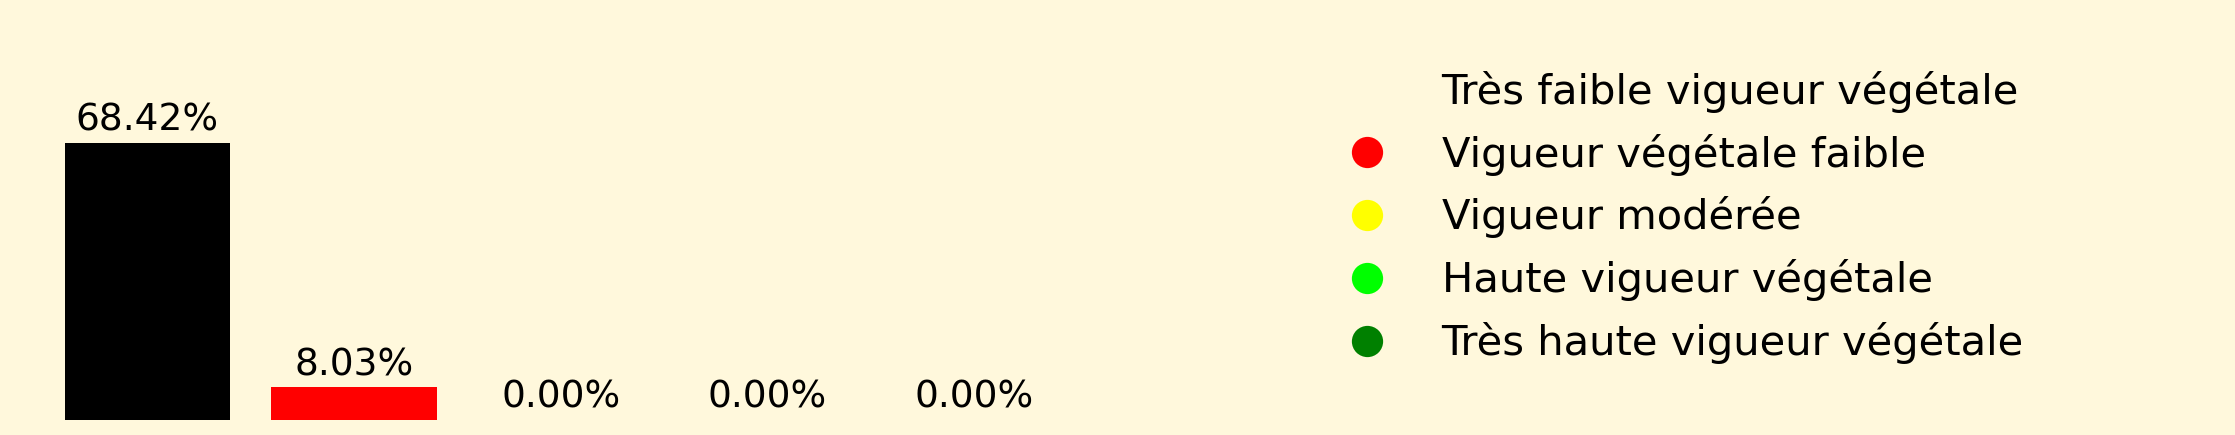 68.42%
8.03%
0.00%
0.00%
0.00%
Très faible vigueur végétale
Vigueur végétale faible
Vigueur modérée
Haute vigueur végétale
Très haute vigueur végétale